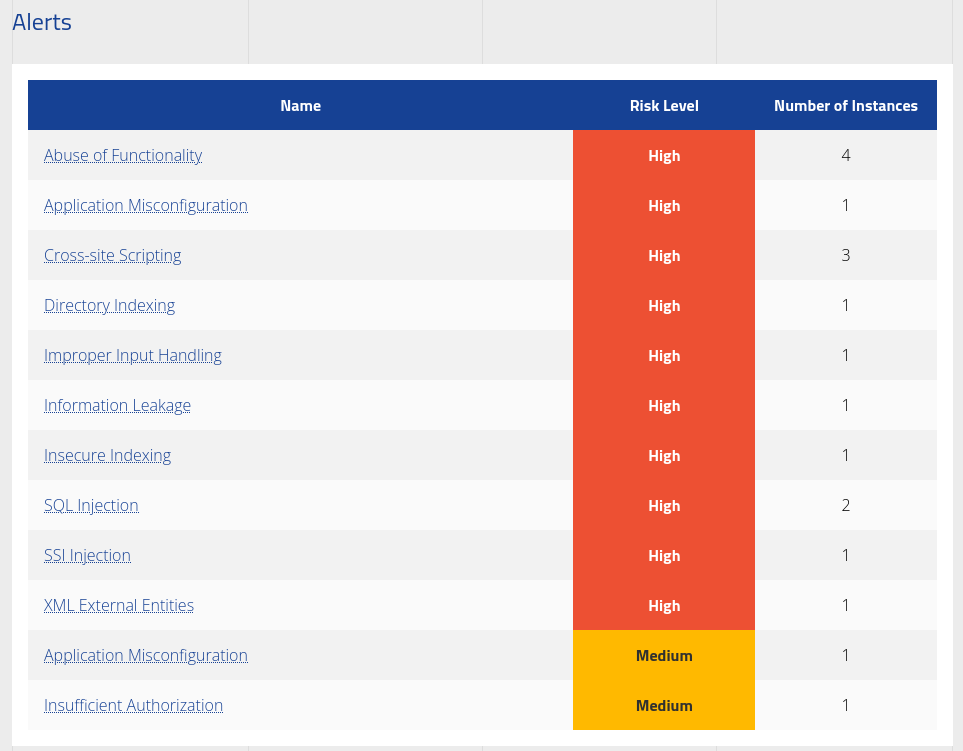 Alerts
Name Risk Level Number of Instances
Abuse of Functionality High 4
Application Misconfiguration High 1
Cross-site Scripting High 3
Directory Indexing High 1
Improper Input Handling High 1
Information Leakage High 1
Insecure Indexing High 1
SQL Injection High 2
SSI Injection High 1
XML External Entities High 1
Application Misconfiguration Medium 1
Insufficient Authorization Medium 1